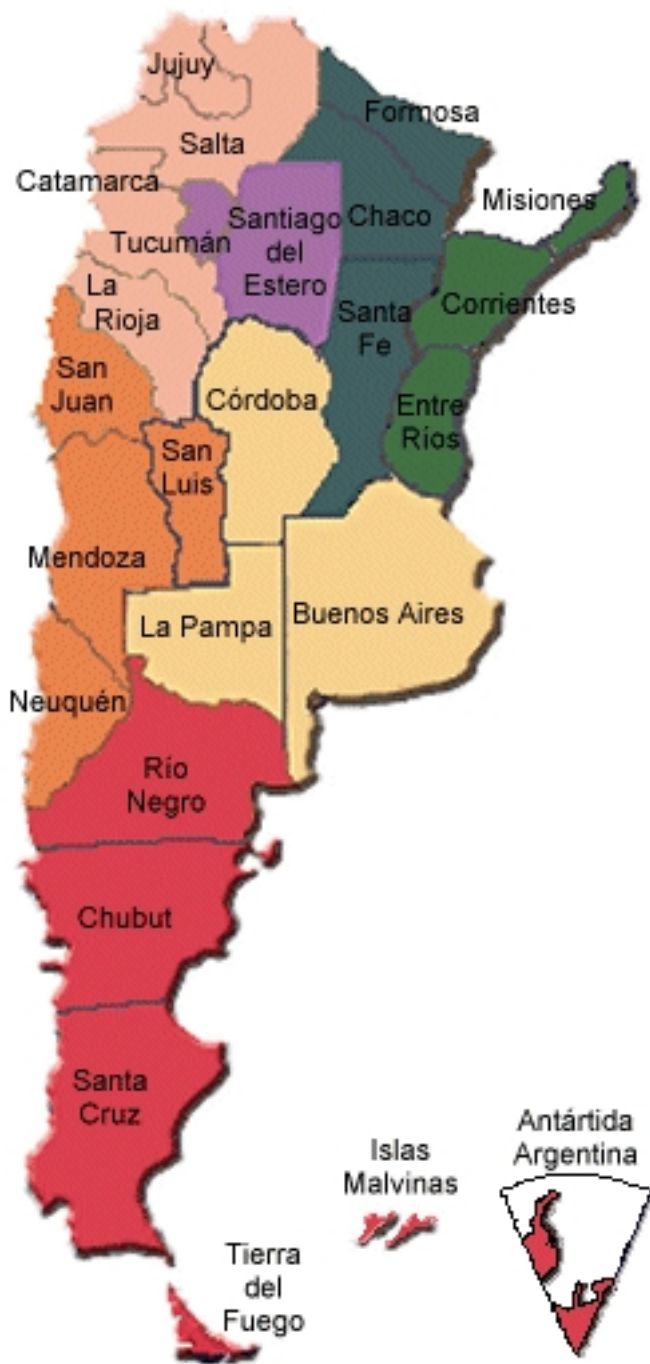 Jujuy
Formosa
Salta
Catamarca
Misiones
Tucumán
Santiago
del
Estero
Chaco
La
Rioja
Santa
Fe
Corrientes
San
Juan
Córdoba
Entre
Ríos
San
Luis
Mendoza
La Pampa
Buenos Aires
Neuquén
Río
Negro
Chubut
Santa
Cruz
Islas
Malvinas
Antártida
Argentina
Tierra
del
Fuego